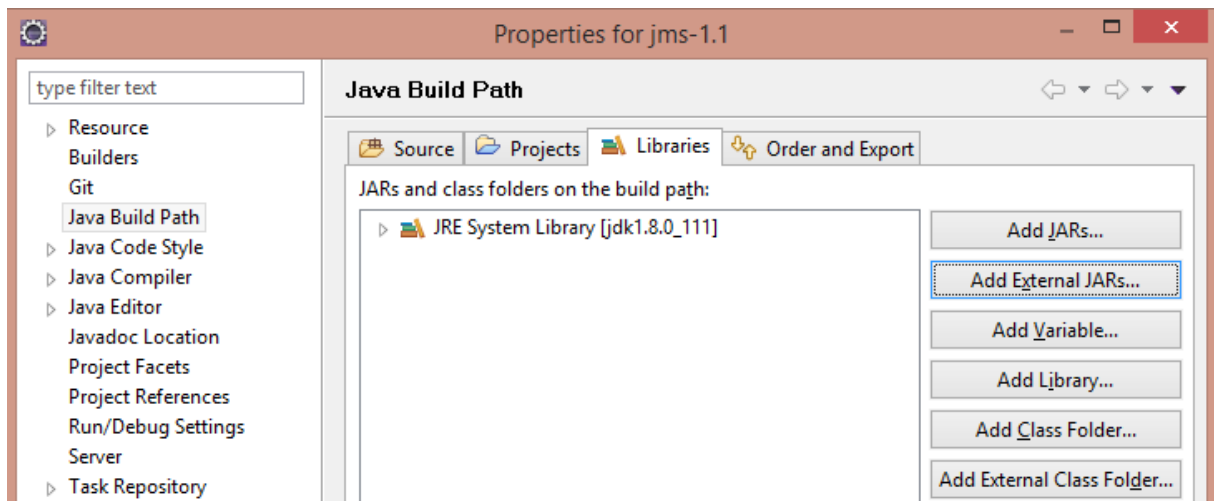 Properties for jms-1.1
type filter text
Resource
Builders
Git
Java Build Path
Java Code Style
Java Compiler
Java Editor
Javadoc Location
Project Facets
Project References
Run/Debug Settings
Server
Task Repository
Java Build Path
Source Projects Libraries Order and Export
JARs and class folders on the build path:
JRE System Library [jdk1.8.0_111]
Add JARs...
Add External JARs...
Add Variable...
Add Library...
Add Class Folder...
Add External Class Folder...